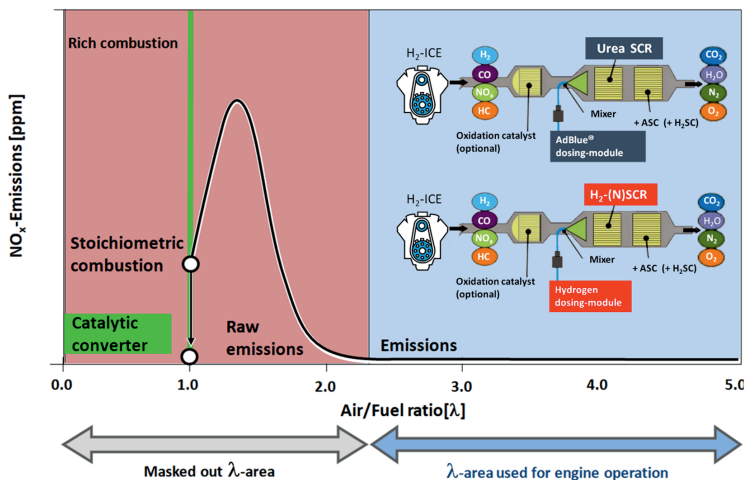 NOₓ-Emissions [ppm]
Rich combustion
Stoichiometric
combustion
Catalytic
converter
Raw
emissions
Emissions
H₂-ICE
H₂
CO
NOₓ
HC
Oxidation catalyst
(optional)
Urea SCR
Mixer
+ ASC (+ H₂SC)
AdBlue®
dosing-module
CO₂
H₂O
N₂
O₂
H₂-ICE
H₂
CO
NOₓ
HC
Oxidation catalyst
(optional)
H₂-(N)SCR
Mixer
+ ASC (+ H₂SC)
Hydrogen
dosing-module
CO₂
H₂O
N₂
O₂
0.0 1.0 2.0 3.0 4.0 5.0
Air/Fuel ratio[λ]
Masked out λ-area
λ-area used for engine operation